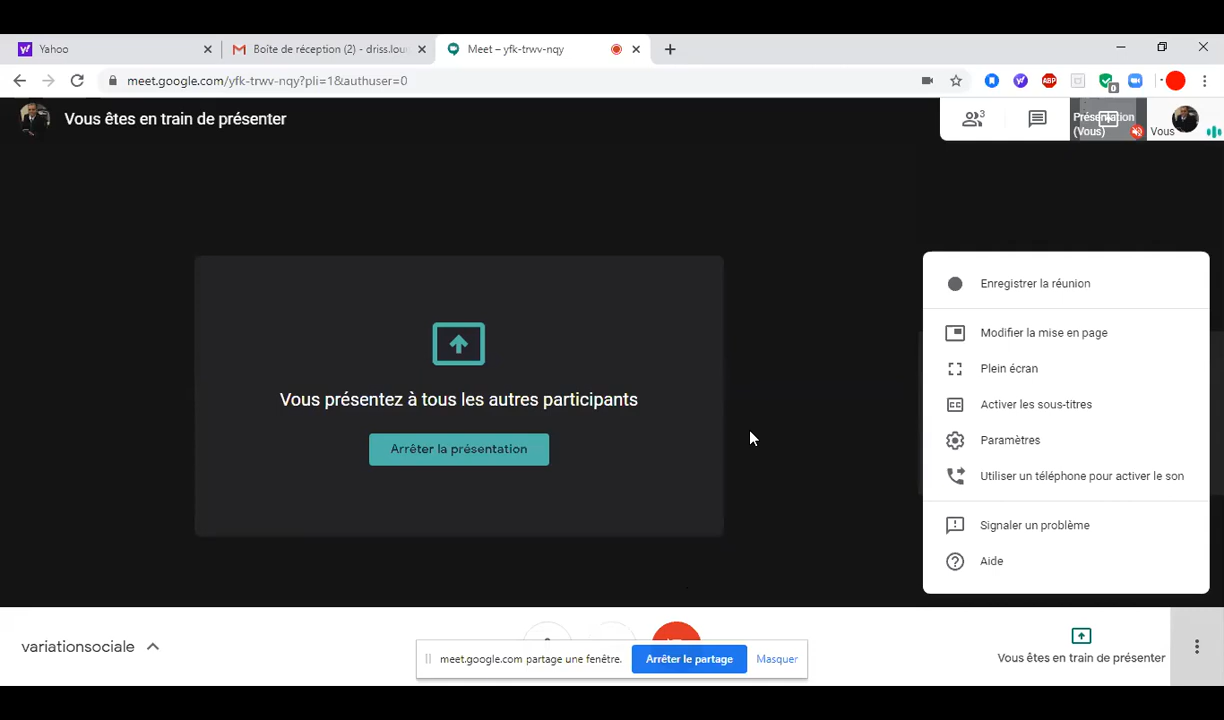 Yahoo
Boîte de réception (2) - driss.lou
Meet – yfk-trwv-nqy
meet.google.com/yfk-trwv-nqy?pli=1&authuser=0
ABP
0
Vous êtes en train de présenter
3
Présentation
(Vous)
Vous
Vous présentez à tous les autres participants
Arrêter la présentation
Enregistrer la réunion
Modifier la mise en page
Plein écran
CC Activer les sous-titres
Paramètres
Utiliser un téléphone pour activer le son
Signaler un problème
Aide
variationsociale
meet.google.com partage une fenêtre.
Arrêter le partage
Masquer
Vous êtes en train de présenter